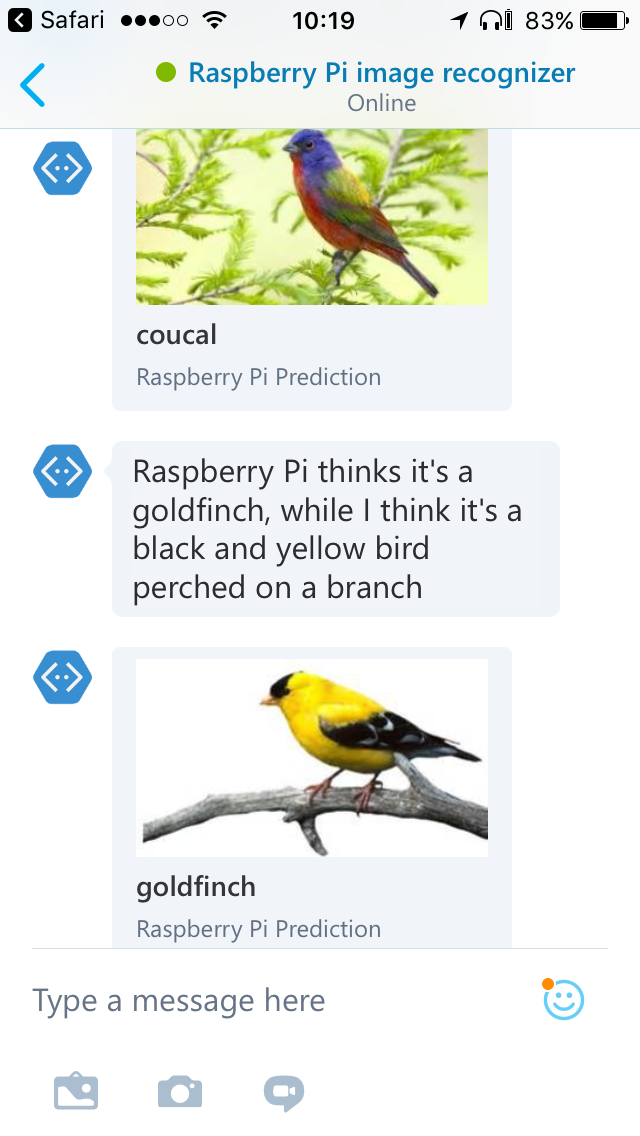 Safari 10:19 83%
Raspberry Pi image recognizer
Online
coucal
Raspberry Pi Prediction
Raspberry Pi thinks it's a
goldfinch, while I think it's a
black and yellow bird
perched on a branch
goldfinch
Raspberry Pi Prediction
Type a message here